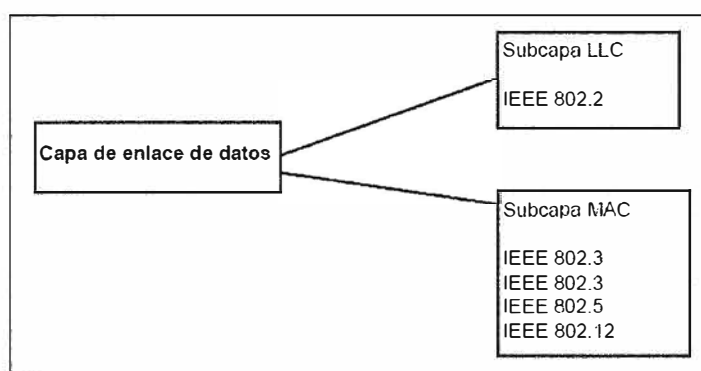 Subcapa LLC
IEEE 802.2
Capa de enlace de datos
Subcapa MAC
IEEE 802.3
IEEE 802.3
IEEE 802.5
IEEE 802.12